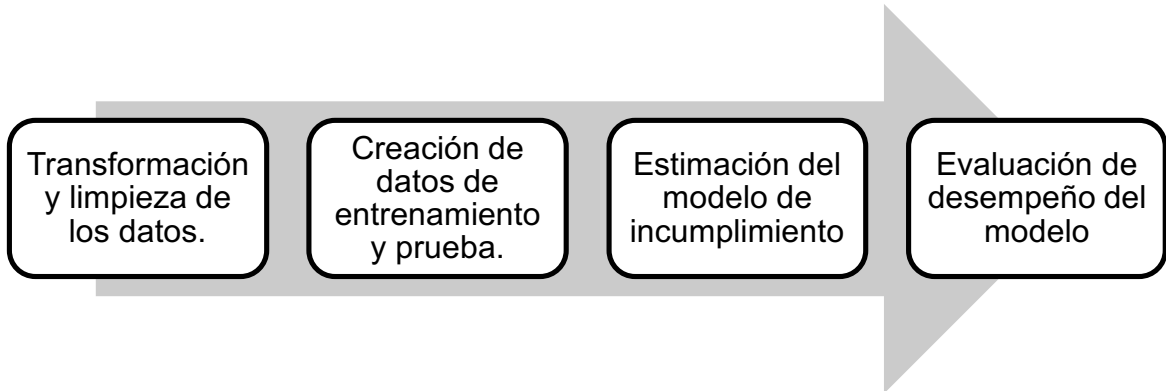 Transformación
y limpieza de
los datos.
Creación de
datos de
entrenamiento
y prueba.
Estimación del
modelo de
incumplimiento
Evaluación de
desempeño del
modelo